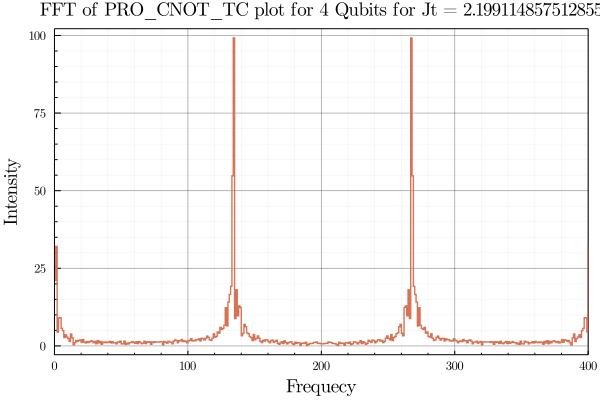 FFT of PRO_CNOT_TC plot for 4 Qubits for Jt = 2.199114857512855
100
75
50
25
0
Intensity
0 100 200 300 400
Frequecy